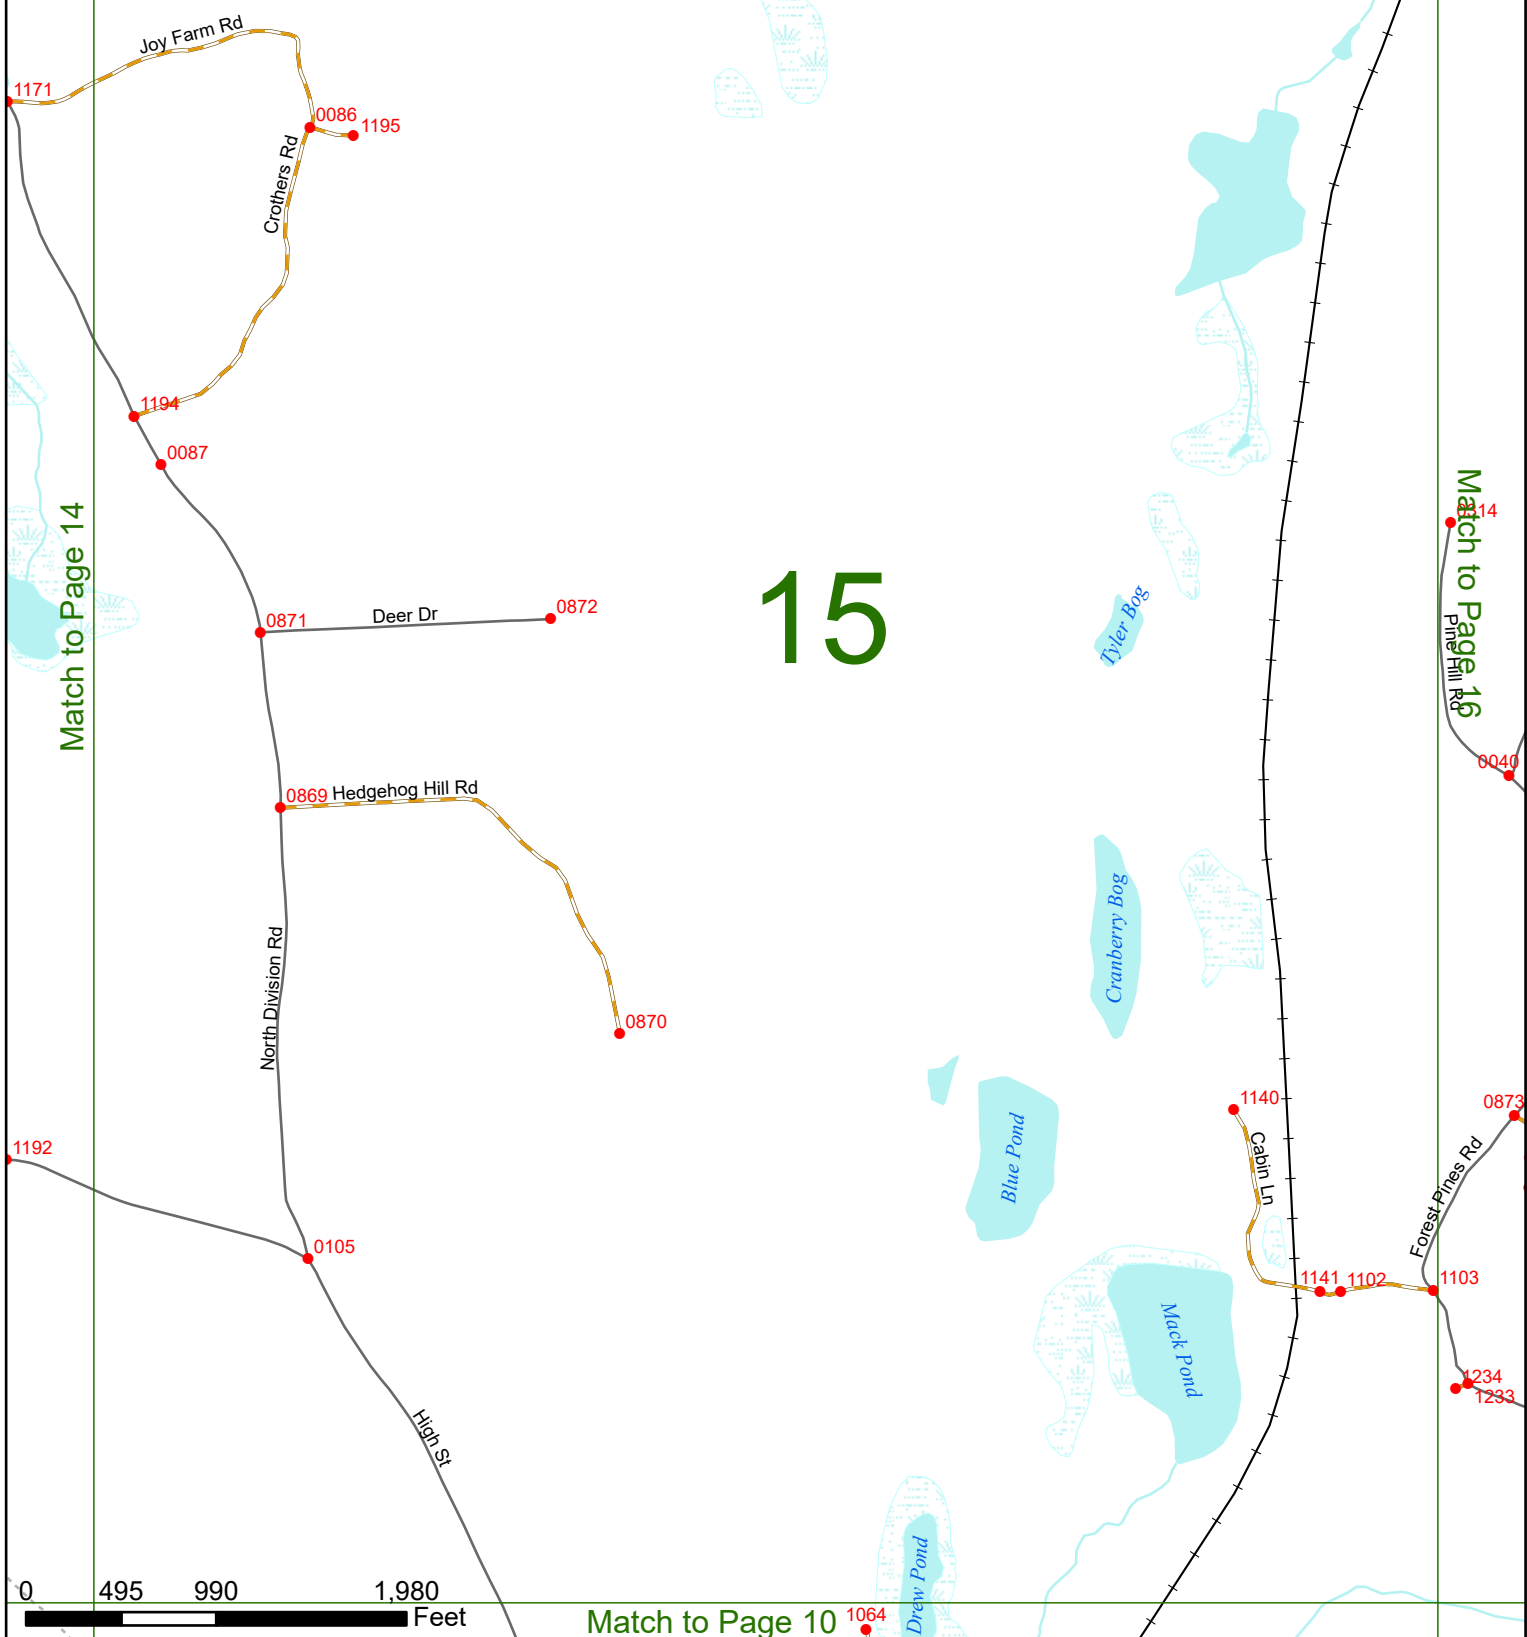 Joy Farm Rd
1171
0086
1195
Crothers Rd
1194
0087
Match to Page 14
0314
Match to Page 16
15
Tyler Bog
0871
Deer Dr
0872
Pine Hill Rd
0040
0869
Hedgehog Hill Rd
Cranberry Bog
North Division Rd
0870
1140
0873
Blue Pond
Cabin Ln
Forest Pines Rd
1192
0105
1141
1102
1103
Mack Pond
1234
1233
High St
Drew Pond
0 495 990 1,980
Feet
Match to Page 10
1064